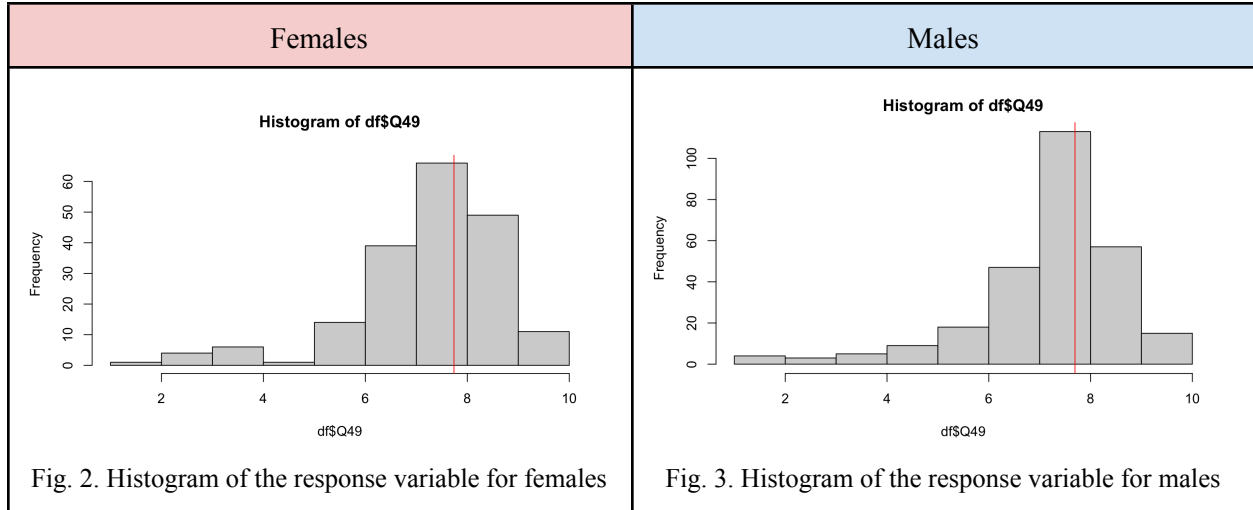 Females
Males
Histogram of df$Q49
Frequency
0
10
20
30
40
50
60
2
4
6
8
10
df$Q49
Fig. 2. Histogram of the response variable for females
Histogram of df$Q49
Frequency
0
20
40
60
80
100
2
4
6
8
10
df$Q49
Fig. 3. Histogram of the response variable for males